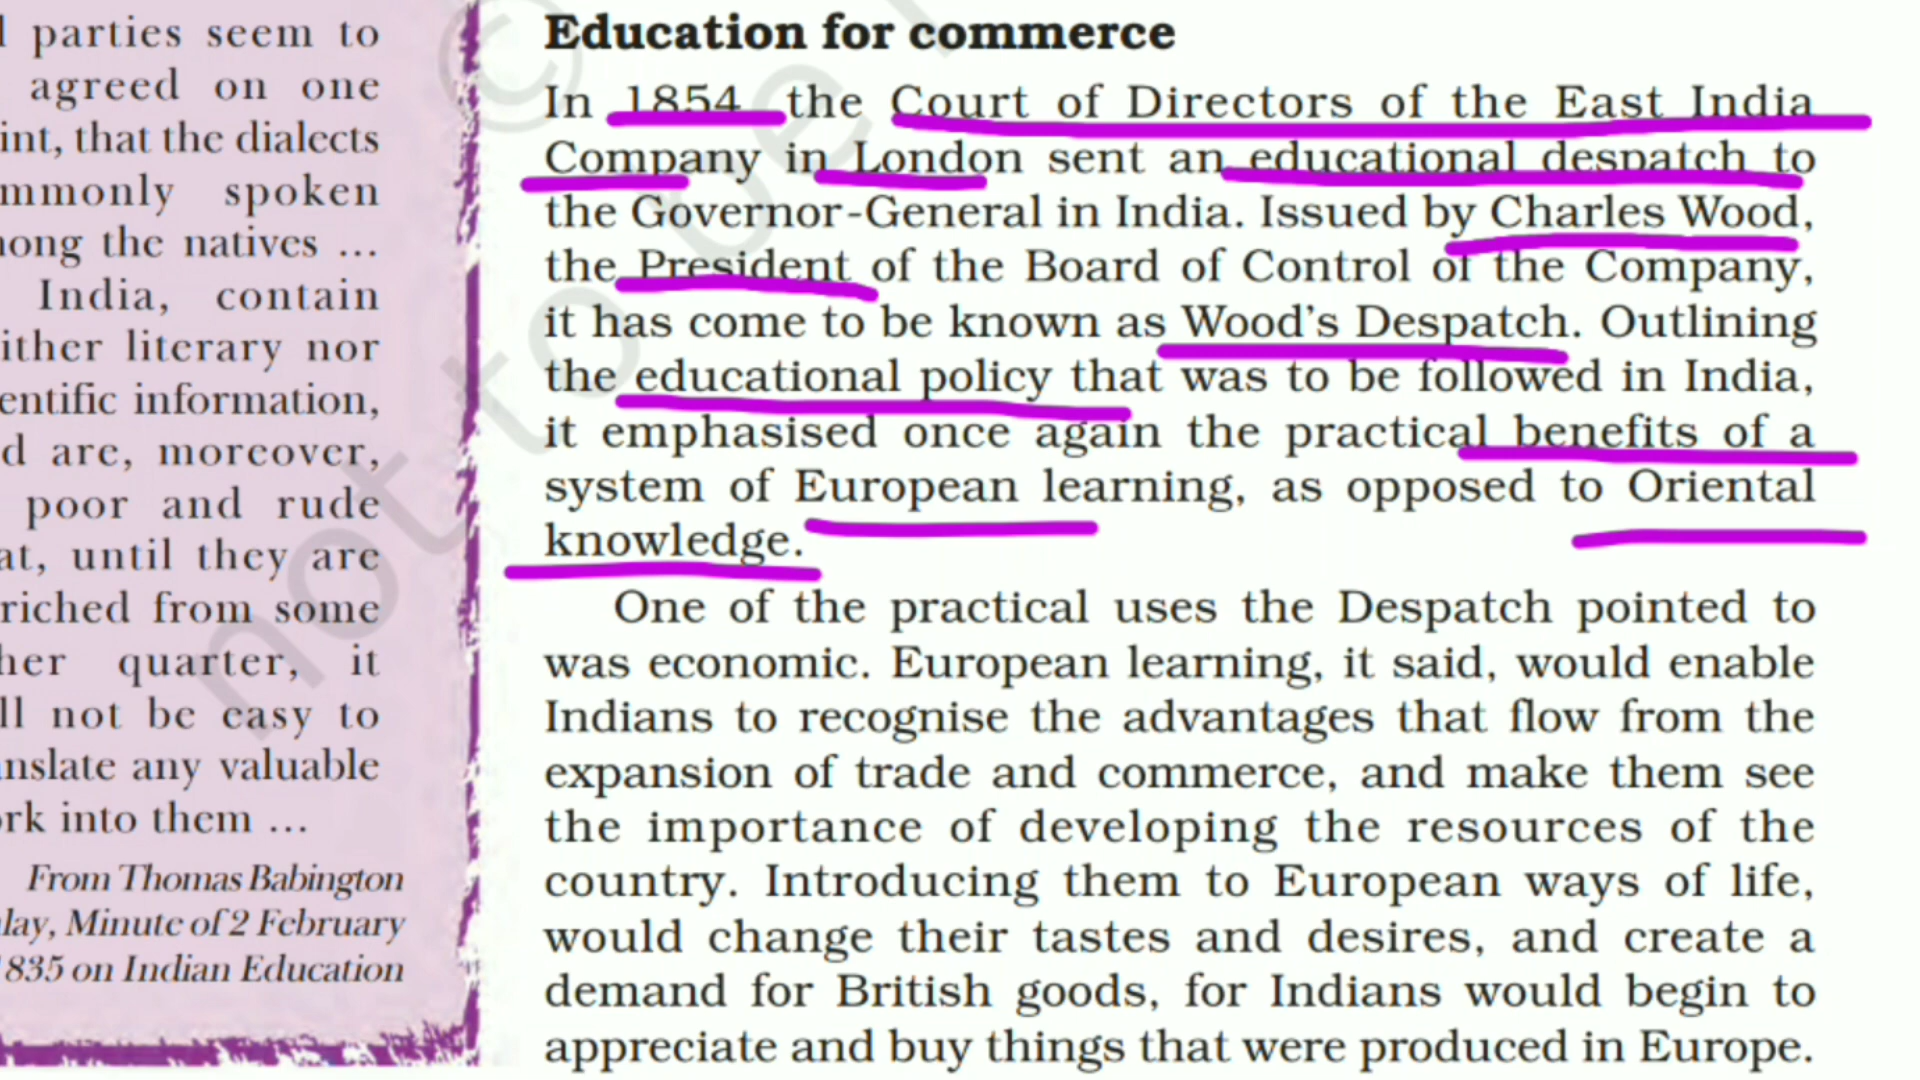 parties seem to
agreed on one
int, that the dialects
mmonly spoken
ong the natives ...
India, contain
ither literary nor
entific information,
d are, moreover,
poor and rude
at, until they are
riched from some
her quarter, it
ll not be easy to
anslate any valuable
ork into them ...
From Thomas Babington
lay, Minute of 2 February
835 on Indian Education
Education for commerce
In 1854 the Court of Directors of the East India
Company in London sent an educational despatch to
the Governor-General in India. Issued by Charles Wood,
the President of the Board of Control of the Company,
it has come to be known as Wood's Despatch. Outlining
the educational policy that was to be followed in India,
it emphasised once again the practical benefits of a
system of European learning, as opposed to Oriental
knowledge.
One of the practical uses the Despatch pointed to
was economic. European learning, it said, would enable
Indians to recognise the advantages that flow from the
expansion of trade and commerce, and make them see
the importance of developing the resources of the
country. Introducing them to European ways of life,
would change their tastes and desires, and create a
demand for British goods, for Indians would begin to
appreciate and buy things that were produced in Europe.
© not to be r